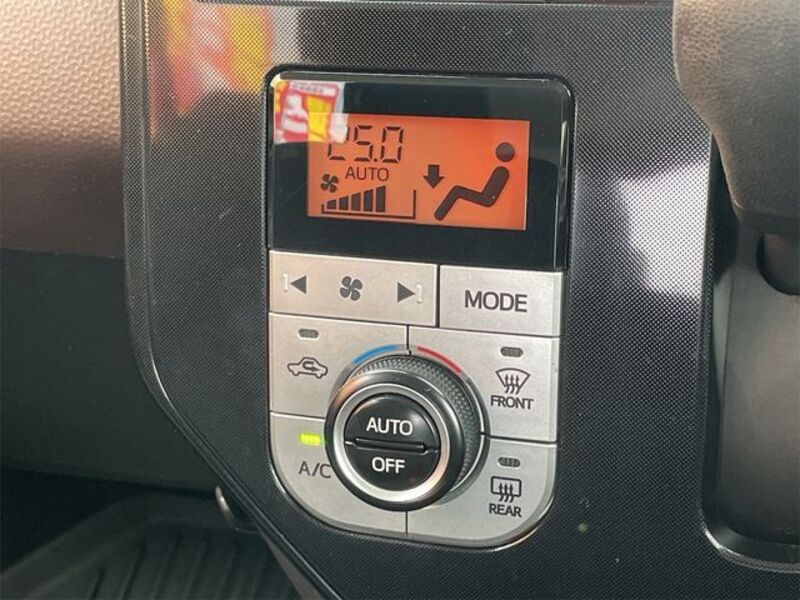 25.0
AUTO
MODE
FRONT
AUTO
OFF
A/C
REAR